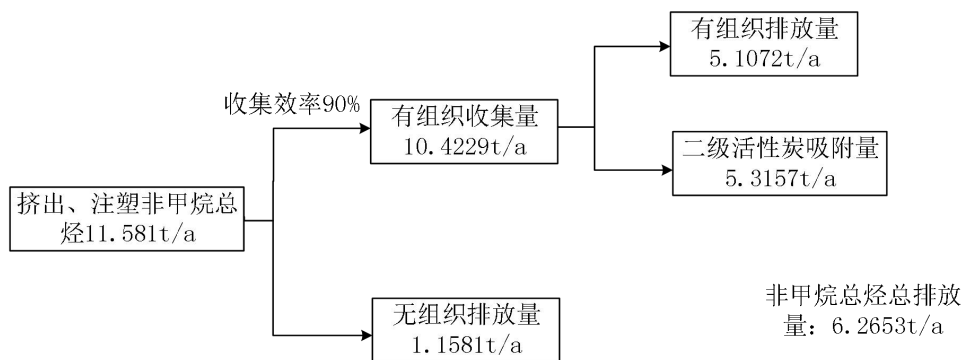 有组织排放量
5.1072t/a
收集效率90%
有组织收集量
10.4229t/a
二级活性炭吸附量
5.3157t/a
挤出、注塑非甲烷总
烃11.581t/a
无组织排放量
1.1581t/a
非甲烷总烃总排放
量：6.2653t/a